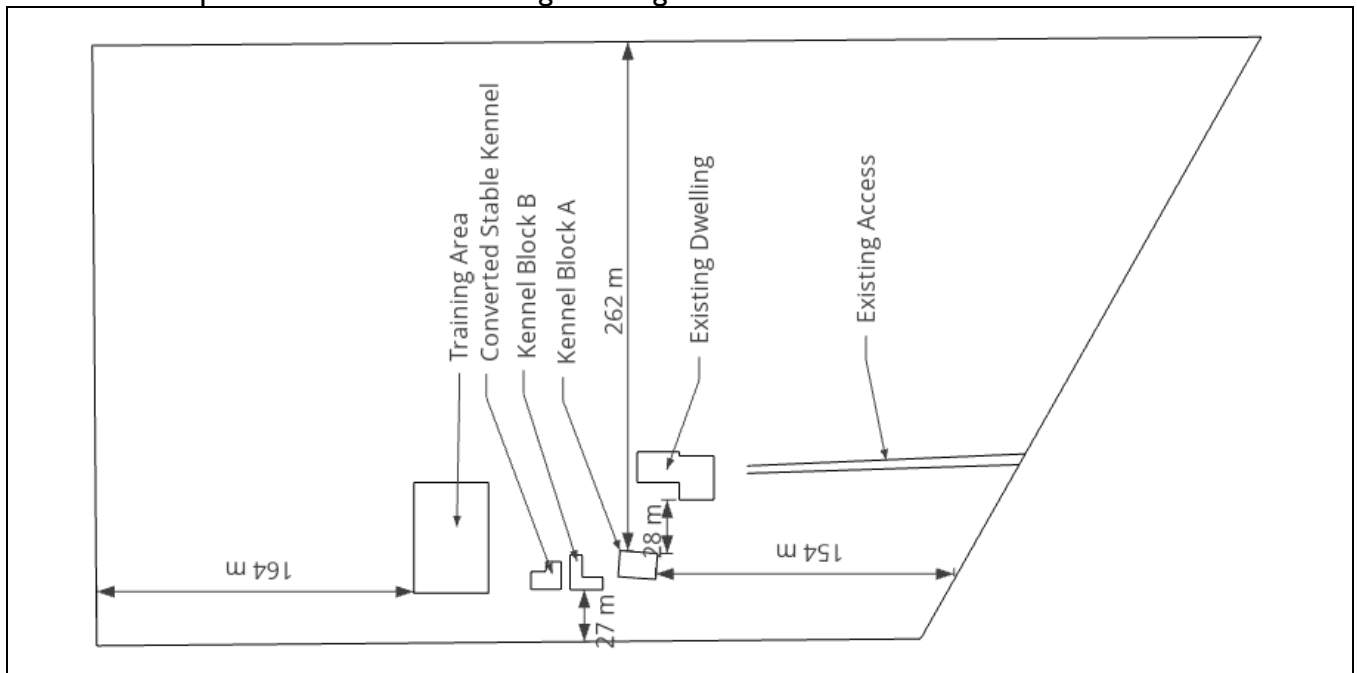 Training Area
Converted Stable Kennel
Kennel Block B
Kennel Block A
262 m
Existing Dwelling
Existing Access
164 m
27 m
28 m
154 m